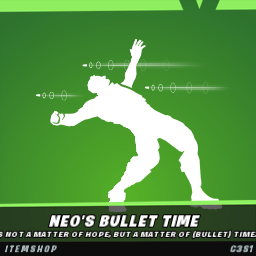 NEO'S BULLET TIME
S NOT A MATTER OF HOPE, BUT A MATTER OF (BULLET) TIME.
ITEMSHOP C3S1